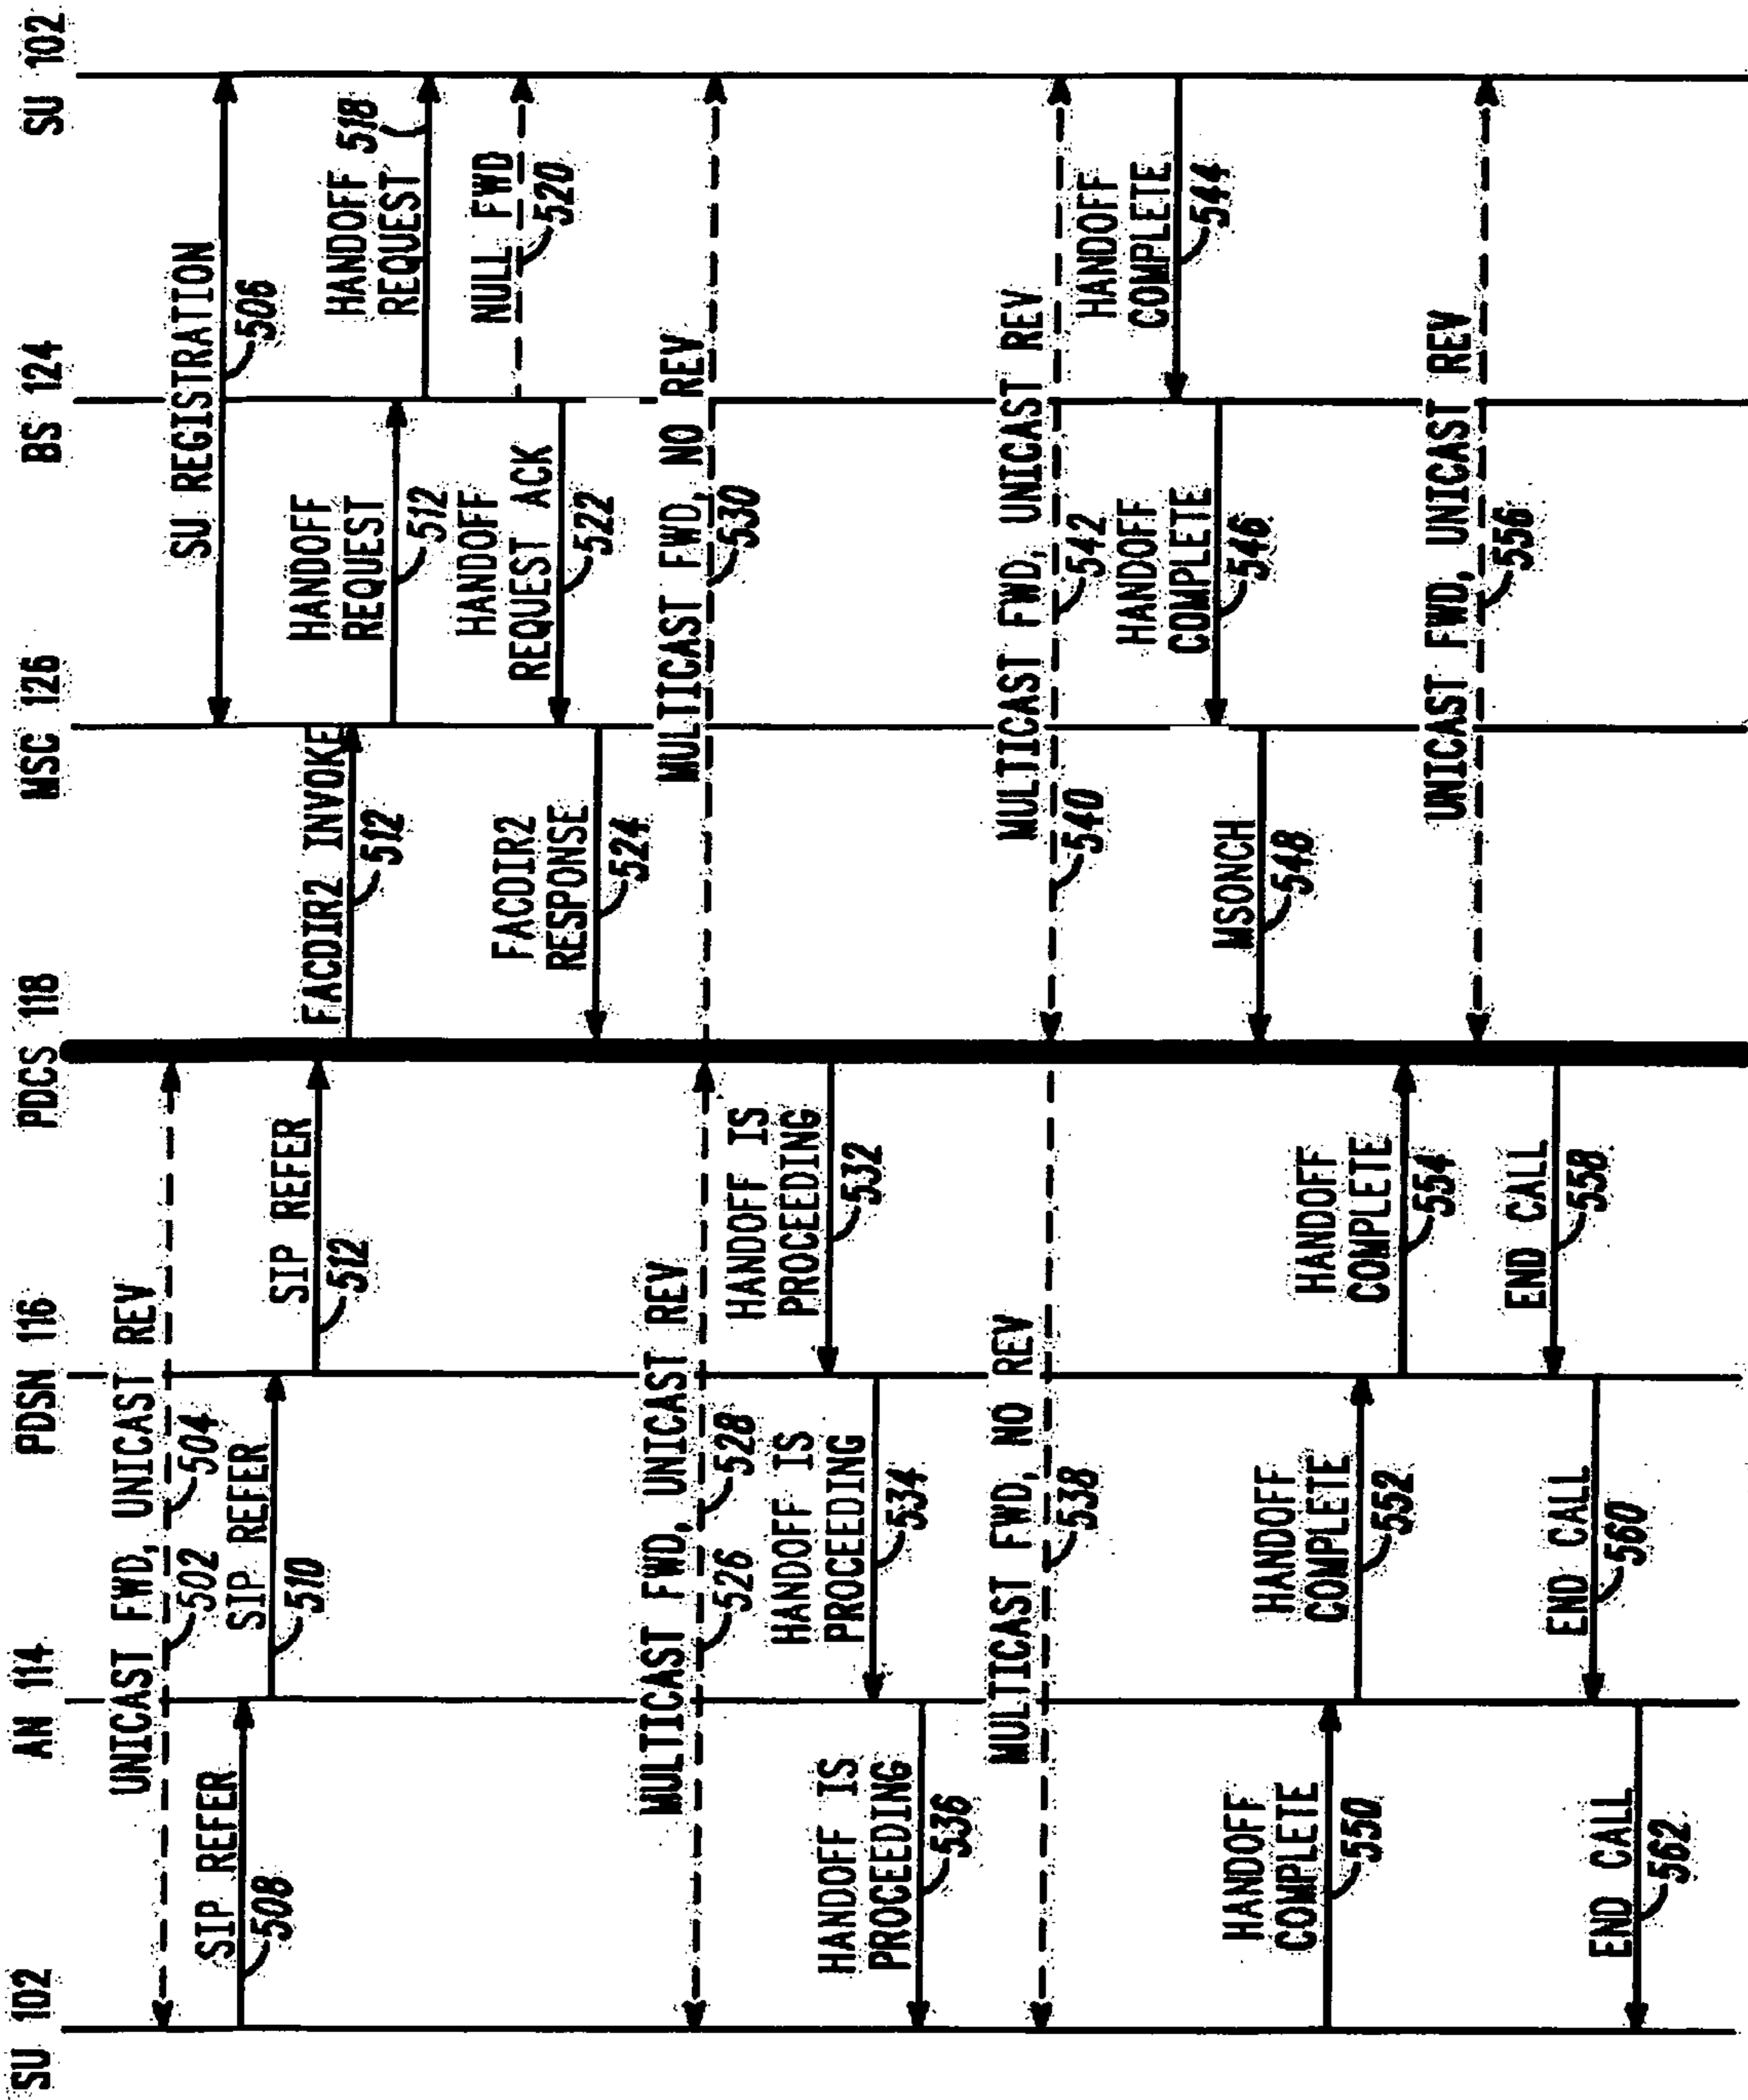 SU 102
AN 114
PDSN 116
PDCS 118
MSC 126
BS 124
SU 102
UNICAST FWD, UNICAST REV
502
504
SU REGISTRATION
506
SIP REFER
508
SIP REFER
510
SIP REFER
512
FACDIR2 INVOKE
512
HANDOFF
REQUEST
512
HANDOFF
REQUEST
518
NULL FWD
520
HANDOFF
REQUEST ACK
522
FACDIR2
RESPONSE
524
MULTICAST FWD, UNICAST REV
526
528
MULTICAST FWD, NO REV
530
HANDOFF IS
PROCEEDING
532
HANDOFF IS
PROCEEDING
534
HANDOFF IS
PROCEEDING
536
MULTICAST FWD, NO REV
538
MULTICAST FWD, UNICAST REV
540
542
HANDOFF
COMPLETE
544
HANDOFF
COMPLETE
546
MSONCH
548
HANDOFF
COMPLETE
550
HANDOFF
COMPLETE
552
HANDOFF
COMPLETE
554
UNICAST FWD, UNICAST REV
556
END CALL
558
END CALL
560
END CALL
562